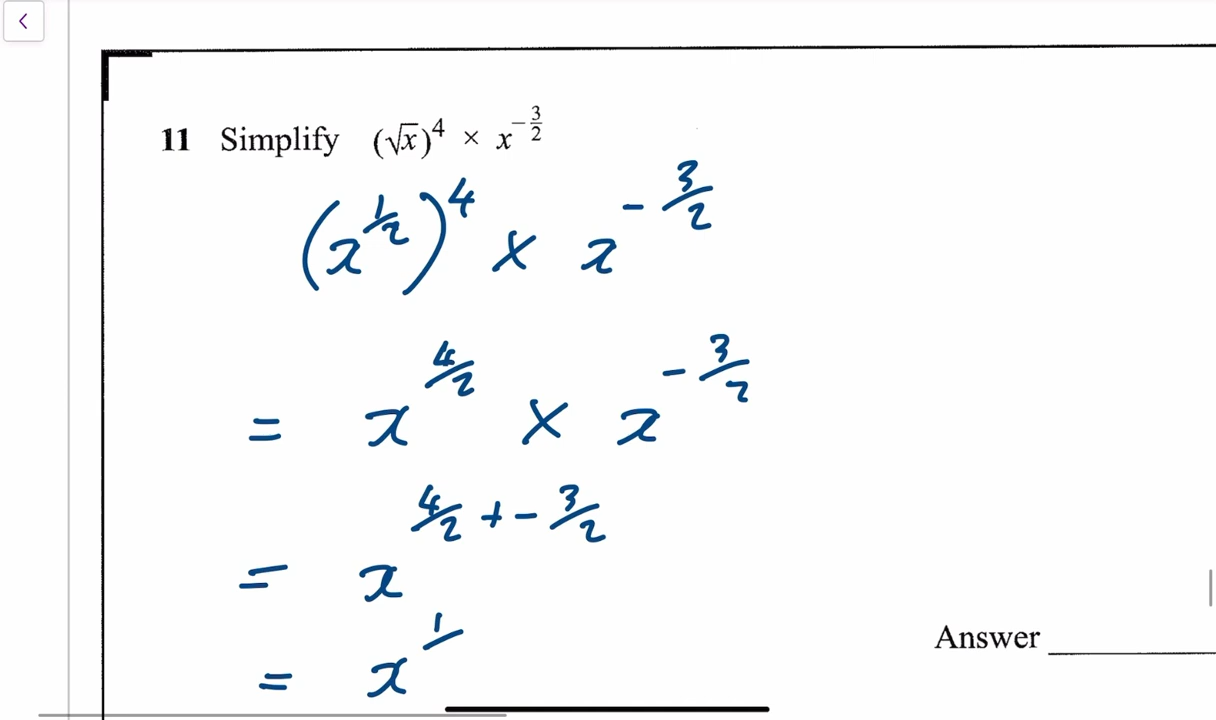 11 Simplify (√x)⁴ × x^(-3/2)
(x^(1/2))⁴ × x^(-3/2)
= x^(4/2) × x^(-3/2)
= x^(4/2 + -3/2)
= x^(1/
Answer